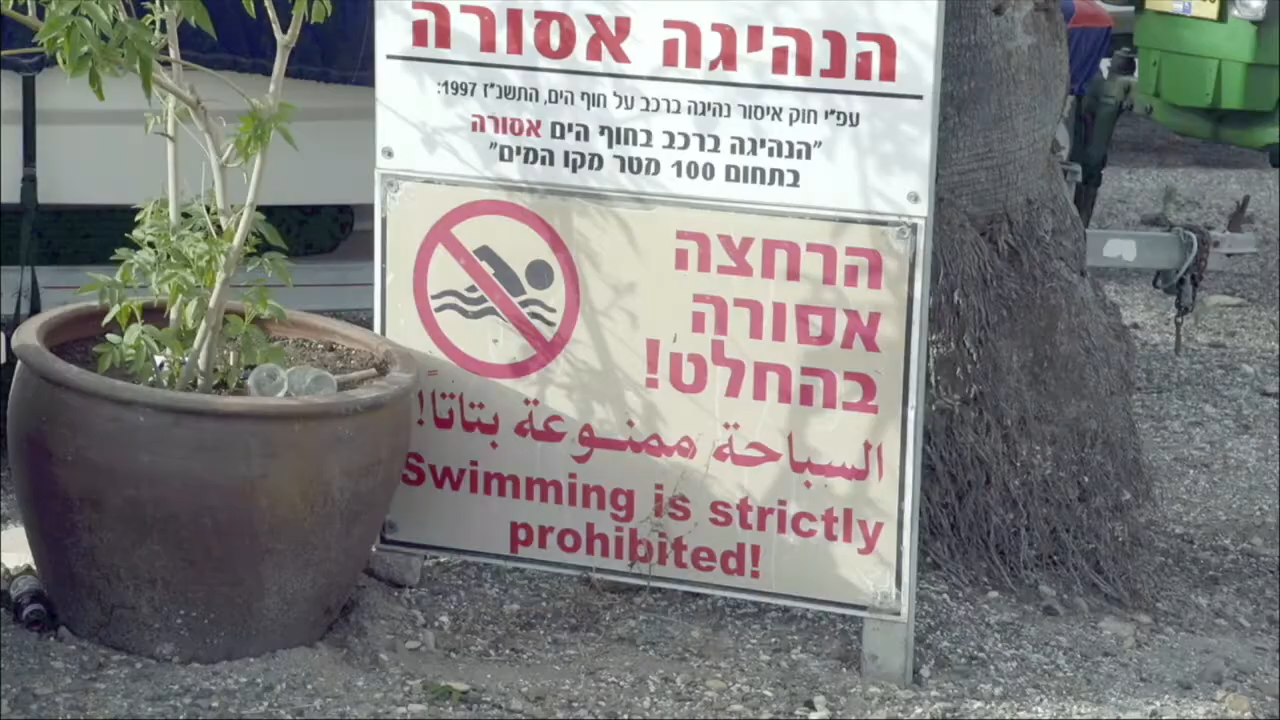 הנהיגה אסורה
עפ"י חוק איסור נהיגה ברכב על חוף הים, התשנ"ז 1997:
"הנהיגה ברכב בחוף הים אסורה
בתחום 100 מטר מקו המים"
הרחצה
אסורה
בהחלט!
السباحة ممنوعة بتاتا!
Swimming is strictly
prohibited!